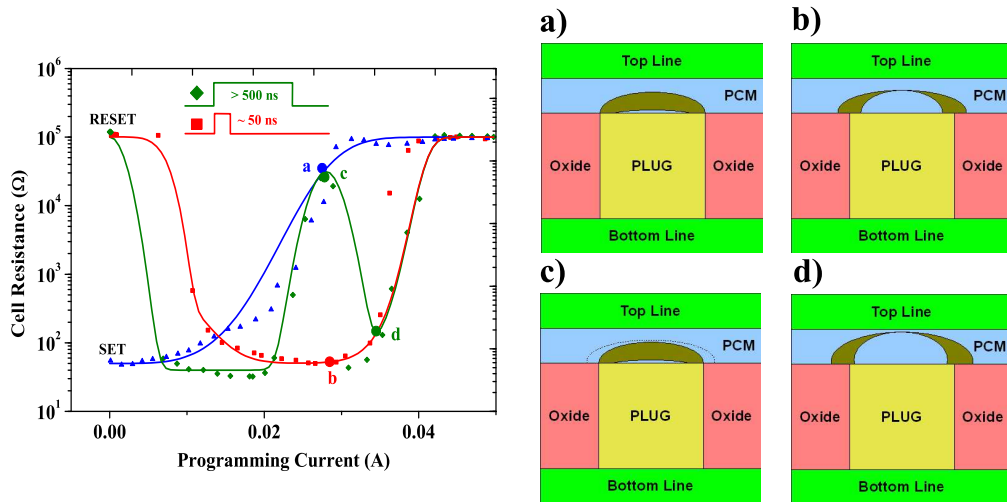 10^6
10^5
10^4
10^3
10^2
10^1
Cell Resistance (Ω)
RESET
SET
> 500 ns
~ 50 ns
a
c
d
b
0.00
0.02
0.04
Programming Current (A)
a)
Top Line
PCM
Oxide
PLUG
Oxide
Bottom Line
b)
Top Line
PCM
Oxide
PLUG
Oxide
Bottom Line
c)
Top Line
PCM
Oxide
PLUG
Oxide
Bottom Line
d)
Top Line
PCM
Oxide
PLUG
Oxide
Bottom Line